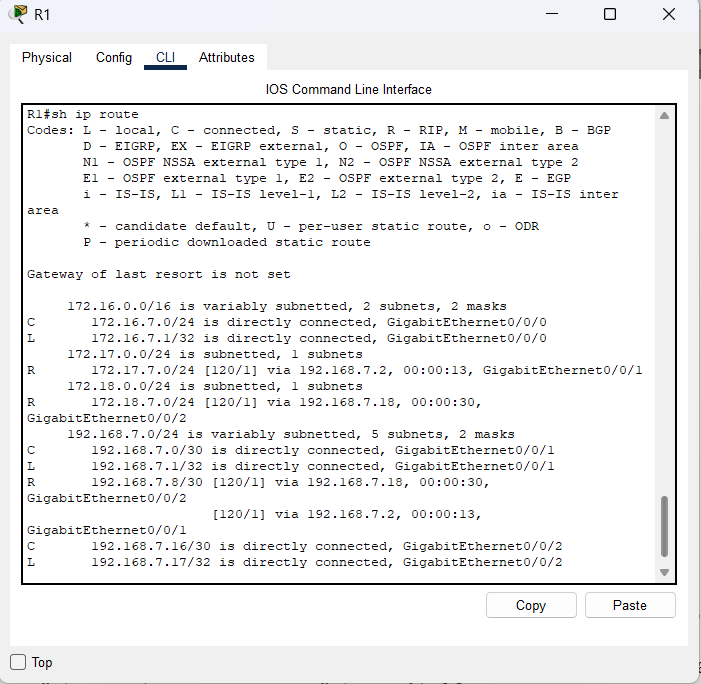 R1
Physical Config CLI Attributes
IOS Command Line Interface
R1#sh ip route
Codes: L - local, C - connected, S - static, R - RIP, M - mobile, B - BGP
D - EIGRP, EX - EIGRP external, O - OSPF, IA - OSPF inter area
N1 - OSPF NSSA external type 1, N2 - OSPF NSSA external type 2
E1 - OSPF external type 1, E2 - OSPF external type 2, E - EGP
i - IS-IS, L1 - IS-IS level-1, L2 - IS-IS level-2, ia - IS-IS inter
area
* - candidate default, U - per-user static route, o - ODR
P - periodic downloaded static route
Gateway of last resort is not set
172.16.0.0/16 is variably subnetted, 2 subnets, 2 masks
C 172.16.7.0/24 is directly connected, GigabitEthernet0/0/0
L 172.16.7.1/32 is directly connected, GigabitEthernet0/0/0
172.17.0.0/24 is subnetted, 1 subnets
R 172.17.7.0/24 [120/1] via 192.168.7.2, 00:00:13, GigabitEthernet0/0/1
172.18.0.0/24 is subnetted, 1 subnets
R 172.18.7.0/24 [120/1] via 192.168.7.18, 00:00:30,
GigabitEthernet0/0/2
192.168.7.0/24 is variably subnetted, 5 subnets, 2 masks
C 192.168.7.0/30 is directly connected, GigabitEthernet0/0/1
L 192.168.7.1/32 is directly connected, GigabitEthernet0/0/1
R 192.168.7.8/30 [120/1] via 192.168.7.18, 00:00:30,
GigabitEthernet0/0/2
[120/1] via 192.168.7.2, 00:00:13,
GigabitEthernet0/0/1
C 192.168.7.16/30 is directly connected, GigabitEthernet0/0/2
L 192.168.7.17/32 is directly connected, GigabitEthernet0/0/2
Copy Paste
Top